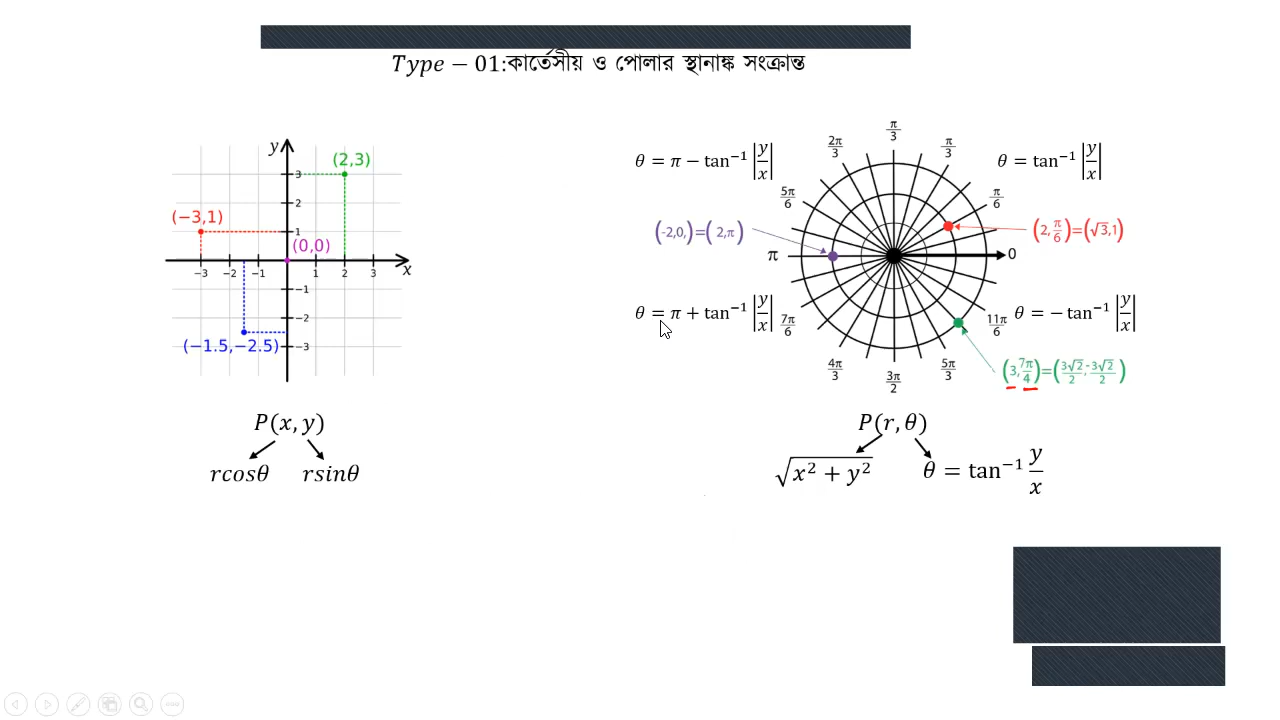 Type − 01:কার্তেসীয় ও পোলার স্থানাঙ্ক সংক্রান্ত
y
(2,3)
3
2
(−3,1)
1
(0,0)
−3 −2 −1 1 2 3 x
−1
−2
(−1.5,−2.5)
−3
P(x, y)
rcosθ rsinθ
π/3
2π/3 π/3
θ = π − tan⁻¹ |y/x| θ = tan⁻¹ |y/x|
5π/6 π/6
(-2,0,)=( 2,π) (2, π/6)=(√3,1)
π 0
θ = π + tan⁻¹ |y/x| 7π/6 11π/6 θ = − tan⁻¹ |y/x|
4π/3 3π/2 5π/3
(3, 7π/4)=(3√2/2, -3√2/2)
P(r, θ)
√x² + y² θ = tan⁻¹ y/x